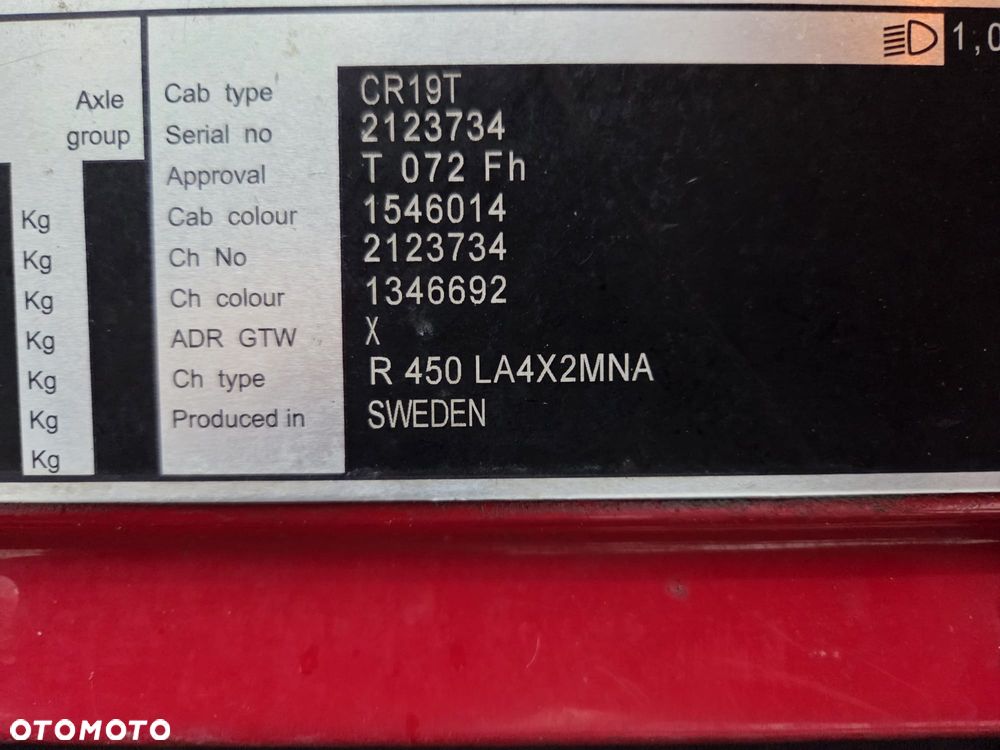 1,0
Axle
group
Cab type CR19T
Serial no 2123734
Approval T 072 Fh
Kg Cab colour 1546014
Kg Ch No 2123734
Kg Ch colour 1346692
Kg ADR GTW X
Kg Ch type R 450 LA4X2MNA
Kg Produced in SWEDEN
Kg
OTOMOTO